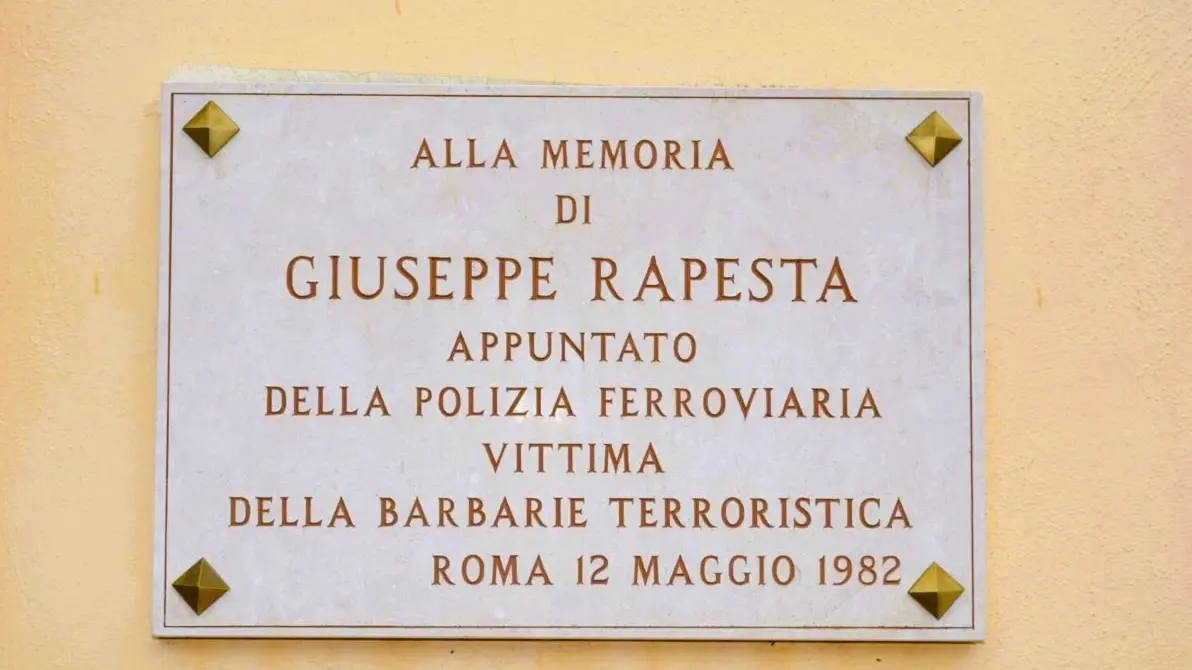 ALLA MEMORIA
DI
GIUSEPPE RAPESTA
APPUNTATO
DELLA POLIZIA FERROVIARIA
VITTIMA
DELLA BARBARIE TERRORISTICA
ROMA 12 MAGGIO 1982